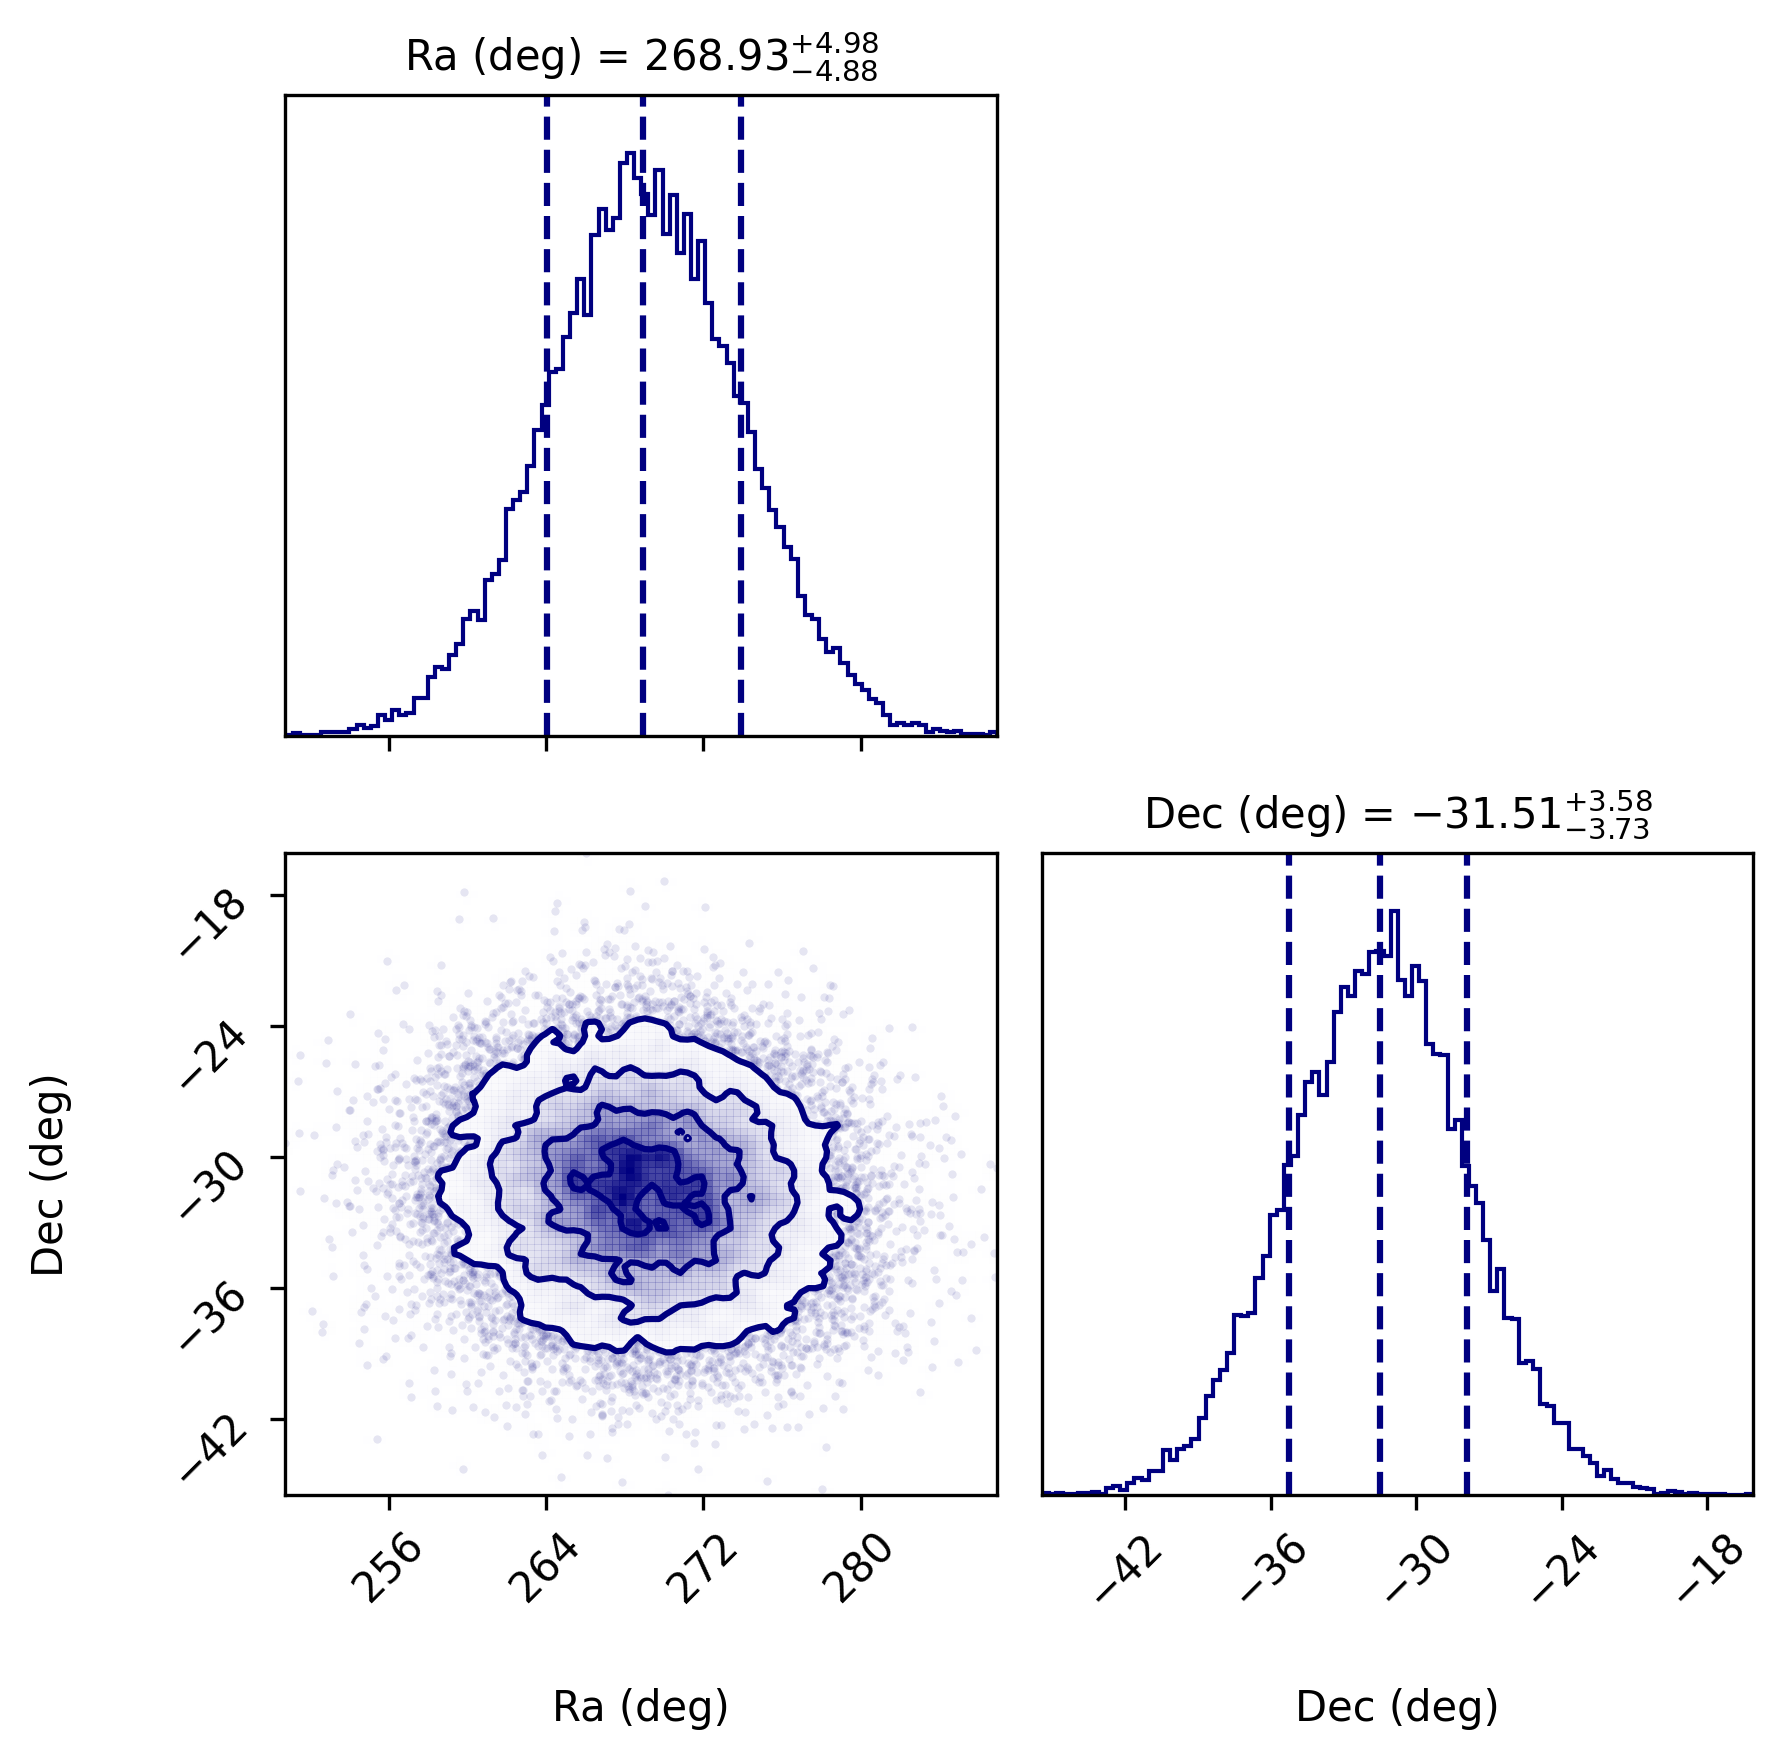 Ra (deg) = 268.93+4.98 −4.88
Dec (deg) = −31.51+3.58 −3.73
Dec (deg)
−18
−24
−30
−36
−42
256
264
272
280
Ra (deg)
−42
−36
−30
−24
−18
Dec (deg)